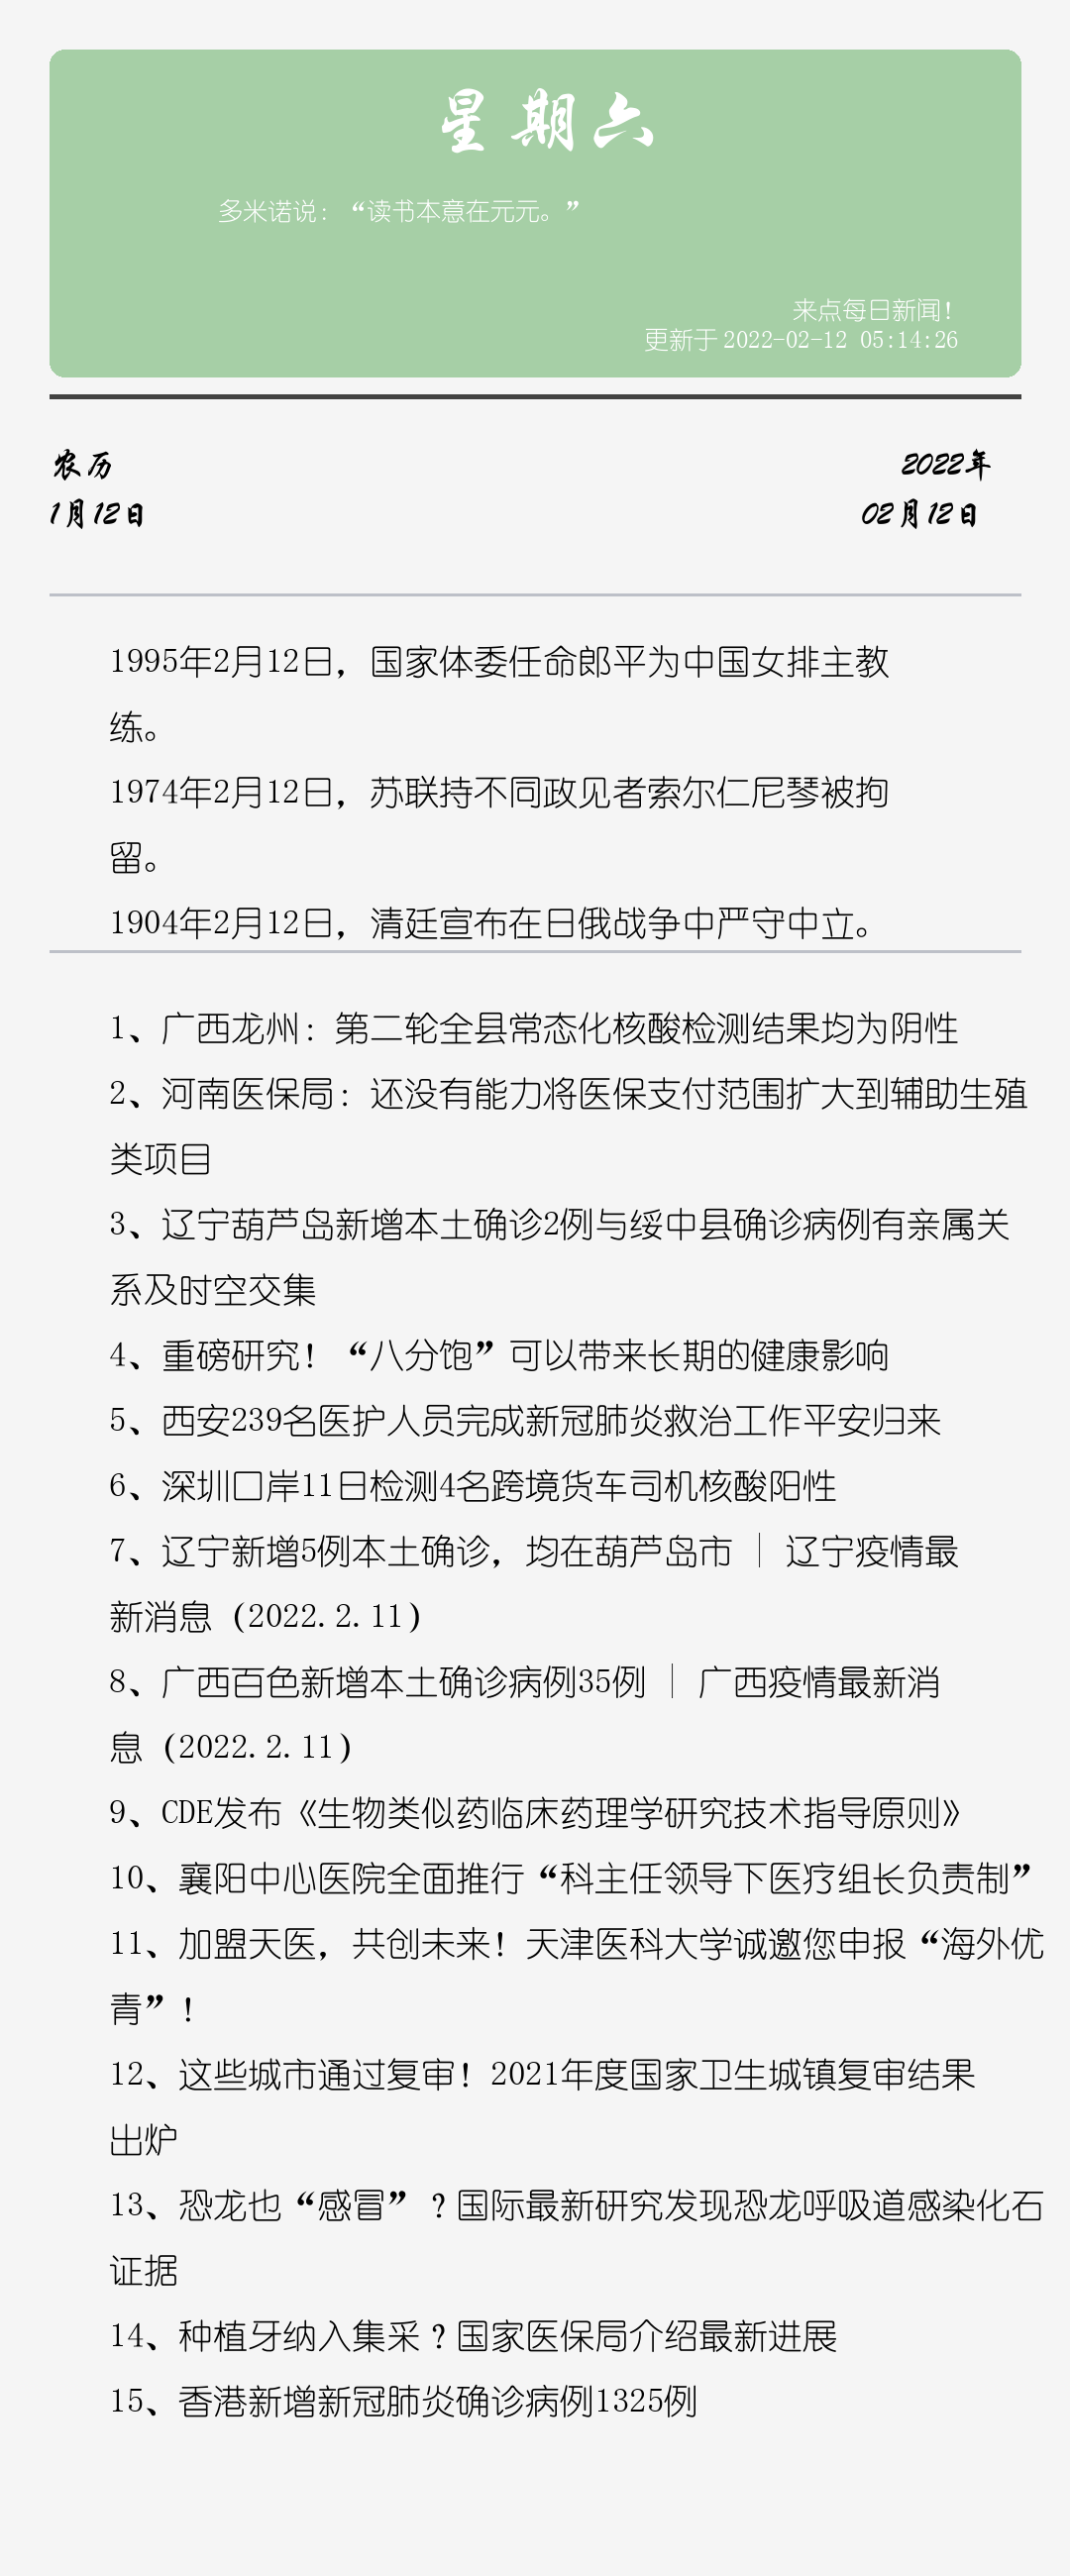 星期六
多米诺说：“读书本意在元元。”
来点每日新闻！
更新于 2022-02-12 05:14:26
农历
2022年
1月12日
02月12日
1995年2月12日，国家体委任命郎平为中国女排主教
练。
1974年2月12日，苏联持不同政见者索尔仁尼琴被拘
留。
1904年2月12日，清廷宣布在日俄战争中严守中立。
1、广西龙州：第二轮全县常态化核酸检测结果均为阴性
2、河南医保局：还没有能力将医保支付范围扩大到辅助生殖
类项目
3、辽宁葫芦岛新增本土确诊2例与绥中县确诊病例有亲属关
系及时空交集
4、重磅研究！“八分饱”可以带来长期的健康影响
5、西安239名医护人员完成新冠肺炎救治工作平安归来
6、深圳口岸11日检测4名跨境货车司机核酸阳性
7、辽宁新增5例本土确诊，均在葫芦岛市 │ 辽宁疫情最
新消息（2022.2.11）
8、广西百色新增本土确诊病例35例 │ 广西疫情最新消
息（2022.2.11）
9、CDE发布《生物类似药临床药理学研究技术指导原则》
10、襄阳中心医院全面推行“科主任领导下医疗组长负责制”
11、加盟天医，共创未来！天津医科大学诚邀您申报“海外优
青”！
12、这些城市通过复审！2021年度国家卫生城镇复审结果
出炉
13、恐龙也“感冒”？国际最新研究发现恐龙呼吸道感染化石
证据
14、种植牙纳入集采？国家医保局介绍最新进展
15、香港新增新冠肺炎确诊病例1325例